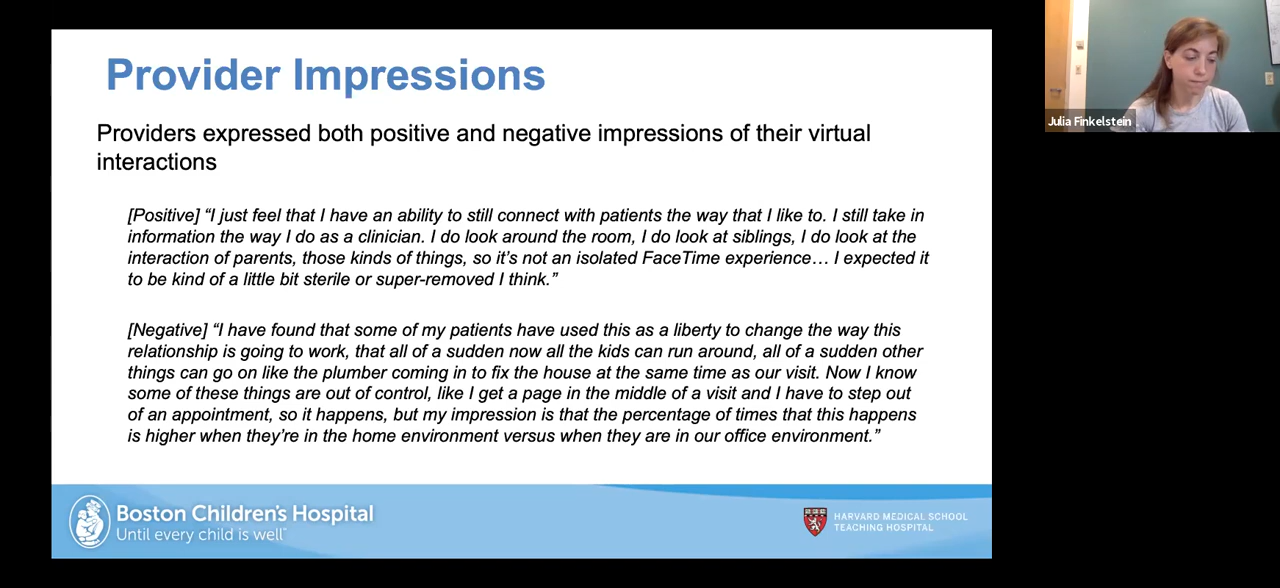 Provider Impressions
Providers expressed both positive and negative impressions of their virtual
interactions
[Positive] “I just feel that I have an ability to still connect with patients the way that I like to. I still take in
information the way I do as a clinician. I do look around the room, I do look at siblings, I do look at the
interaction of parents, those kinds of things, so it’s not an isolated FaceTime experience… I expected it
to be kind of a little bit sterile or super-removed I think.”
[Negative] “I have found that some of my patients have used this as a liberty to change the way this
relationship is going to work, that all of a sudden now all the kids can run around, all of a sudden other
things can go on like the plumber coming in to fix the house at the same time as our visit. Now I know
some of these things are out of control, like I get a page in the middle of a visit and I have to step out
of an appointment, so it happens, but my impression is that the percentage of times that this happens
is higher when they’re in the home environment versus when they are in our office environment.”
Boston Children’s Hospital
Until every child is well
HARVARD MEDICAL SCHOOL
TEACHING HOSPITAL
Julia Finkelstein